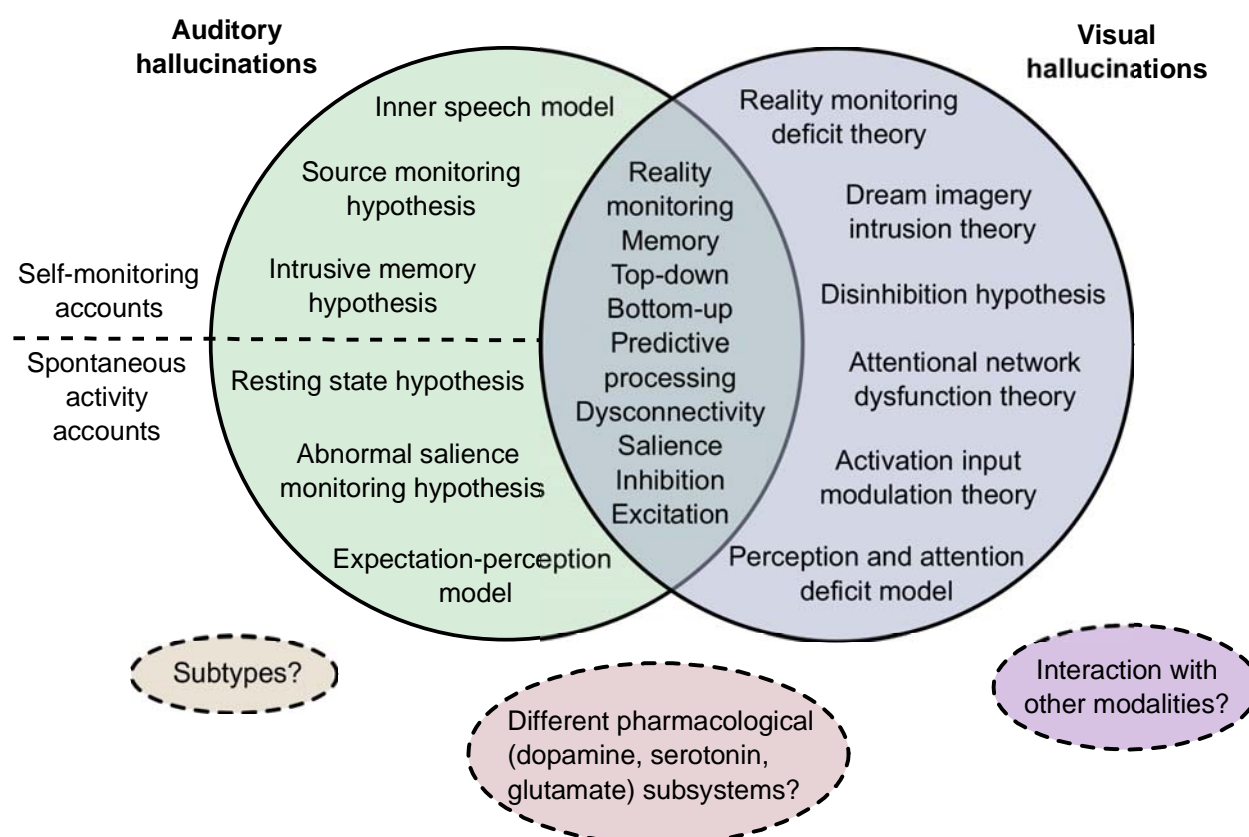 Auditory
hallucinations
Visual
hallucinations
Inner speech model
Source monitoring
hypothesis
Intrusive memory
hypothesis
Self-monitoring
accounts
Spontaneous
activity
accounts
Resting state hypothesis
Abnormal salience
monitoring hypothesis
Expectation-perception
model
Reality
monitoring
Memory
Top-down
Bottom-up
Predictive
processing
Dysconnectivity
Salience
Inhibition
Excitation
Reality monitoring
deficit theory
Dream imagery
intrusion theory
Disinhibition hypothesis
Attentional network
dysfunction theory
Activation input
modulation theory
Perception and attention
deficit model
Subtypes?
Different pharmacological
(dopamine, serotonin,
glutamate) subsystems?
Interaction with
other modalities?